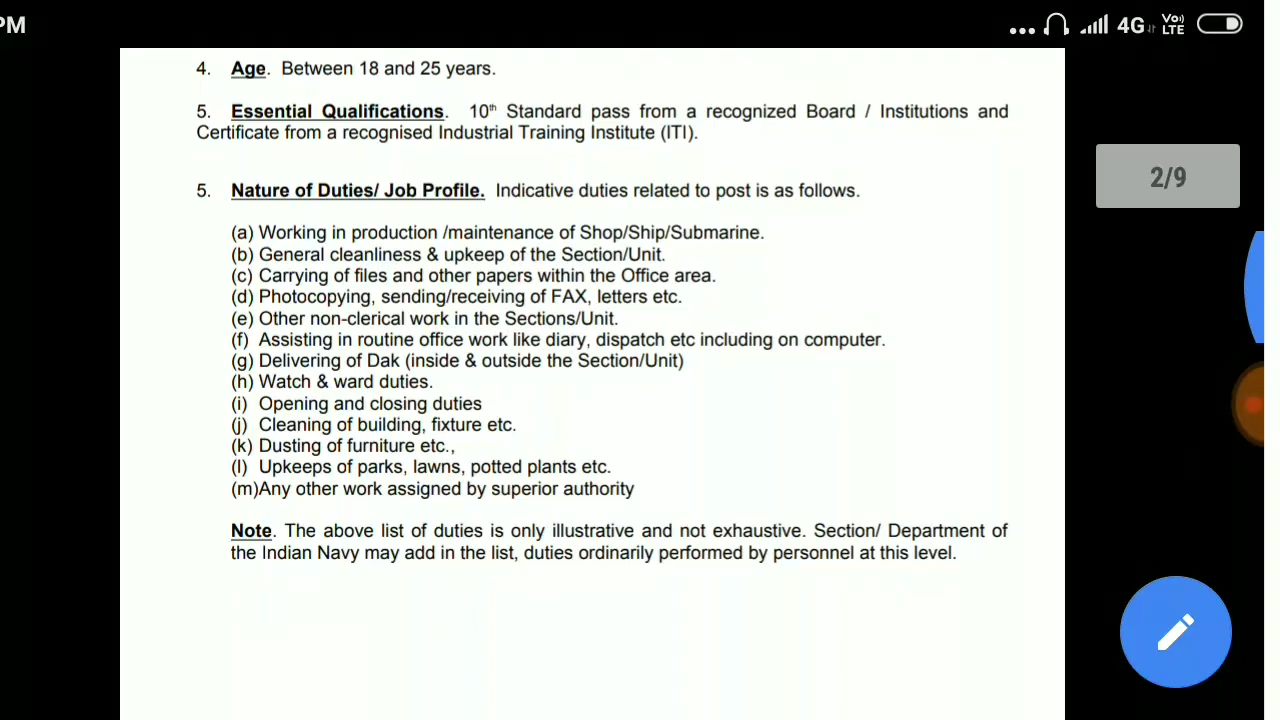 PM
... 4G Vo) LTE
4. Age. Between 18 and 25 years.
5. Essential Qualifications. 10th Standard pass from a recognized Board / Institutions and
Certificate from a recognised Industrial Training Institute (ITI).
2/9
5. Nature of Duties/ Job Profile. Indicative duties related to post is as follows.
(a) Working in production /maintenance of Shop/Ship/Submarine.
(b) General cleanliness & upkeep of the Section/Unit.
(c) Carrying of files and other papers within the Office area.
(d) Photocopying, sending/receiving of FAX, letters etc.
(e) Other non-clerical work in the Sections/Unit.
(f) Assisting in routine office work like diary, dispatch etc including on computer.
(g) Delivering of Dak (inside & outside the Section/Unit)
(h) Watch & ward duties.
(i) Opening and closing duties
(j) Cleaning of building, fixture etc.
(k) Dusting of furniture etc.,
(l) Upkeeps of parks, lawns, potted plants etc.
(m)Any other work assigned by superior authority
Note. The above list of duties is only illustrative and not exhaustive. Section/ Department of
the Indian Navy may add in the list, duties ordinarily performed by personnel at this level.